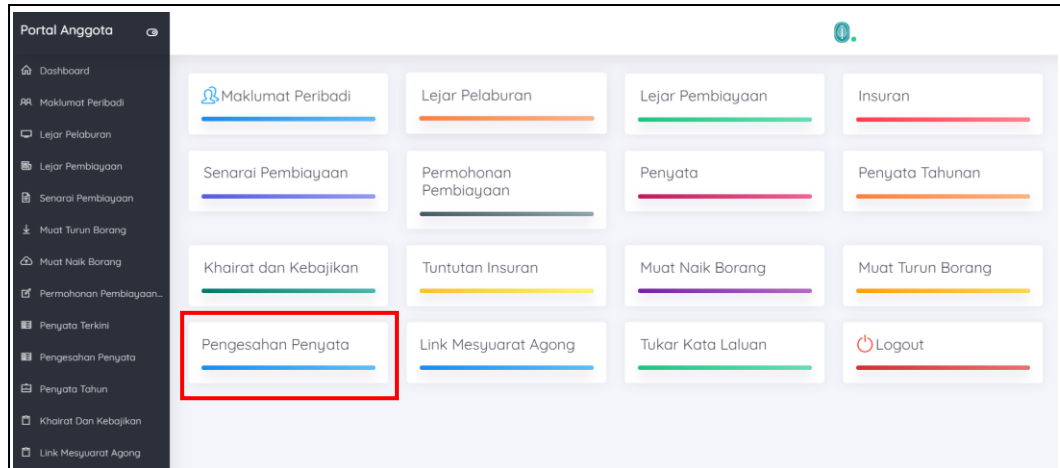 Portal Anggota
Dashboard
Maklumat Peribadi
Lejar Pelaburan
Lejar Pembiayaan
Senarai Pembiayaan
Muat Turun Borang
Muat Naik Borang
Permohonan Pembiayaan...
Penyata Terkini
Pengesahan Penyata
Penyata Tahun
Khairat Dan Kebajikan
Link Mesyuarat Agong
Maklumat Peribadi
Lejar Pelaburan
Lejar Pembiayaan
Insuran
Senarai Pembiayaan
Permohonan
Pembiayaan
Penyata
Penyata Tahunan
Khairat dan Kebajikan
Tuntutan Insuran
Muat Naik Borang
Muat Turun Borang
Pengesahan Penyata
Link Mesyuarat Agong
Tukar Kata Laluan
Logout